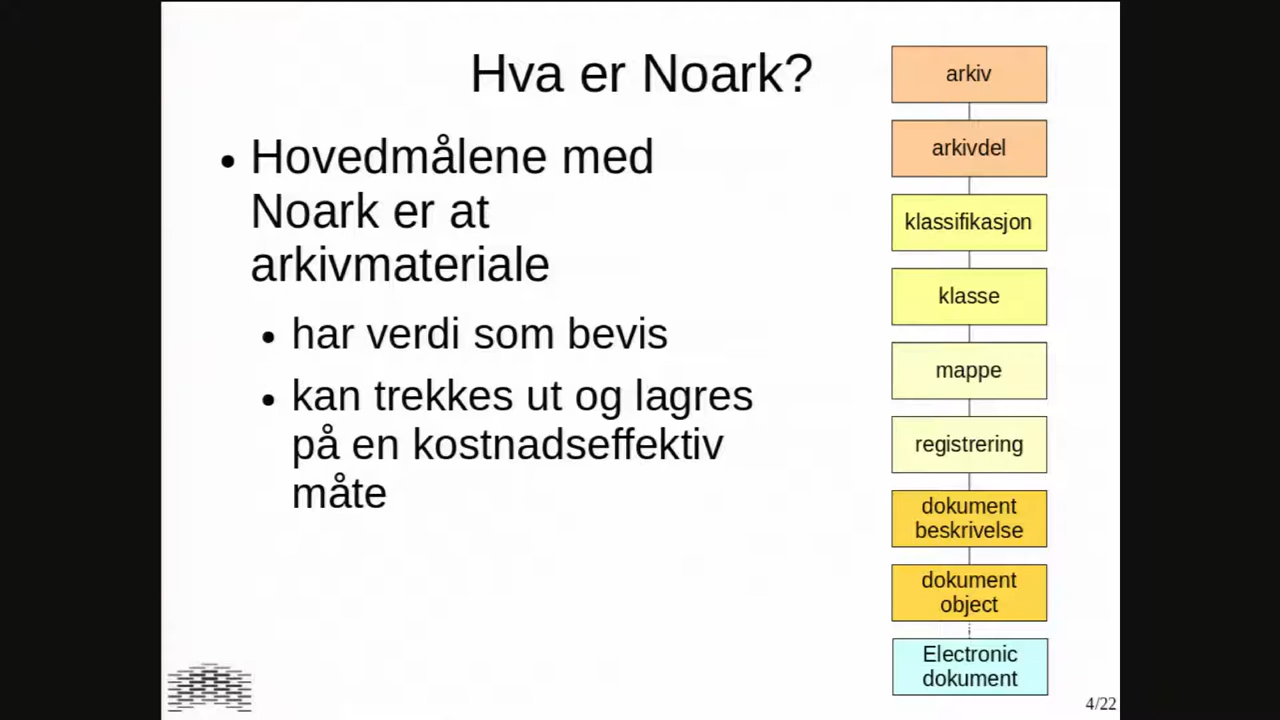 Hva er Noark?
Hovedmålene med
Noark er at
arkivmateriale
har verdi som bevis
kan trekkes ut og lagres
på en kostnadseffektiv
måte
arkiv
arkivdel
klassifikasjon
klasse
mappe
registrering
dokument
beskrivelse
dokument
object
Electronic
dokument
4/22